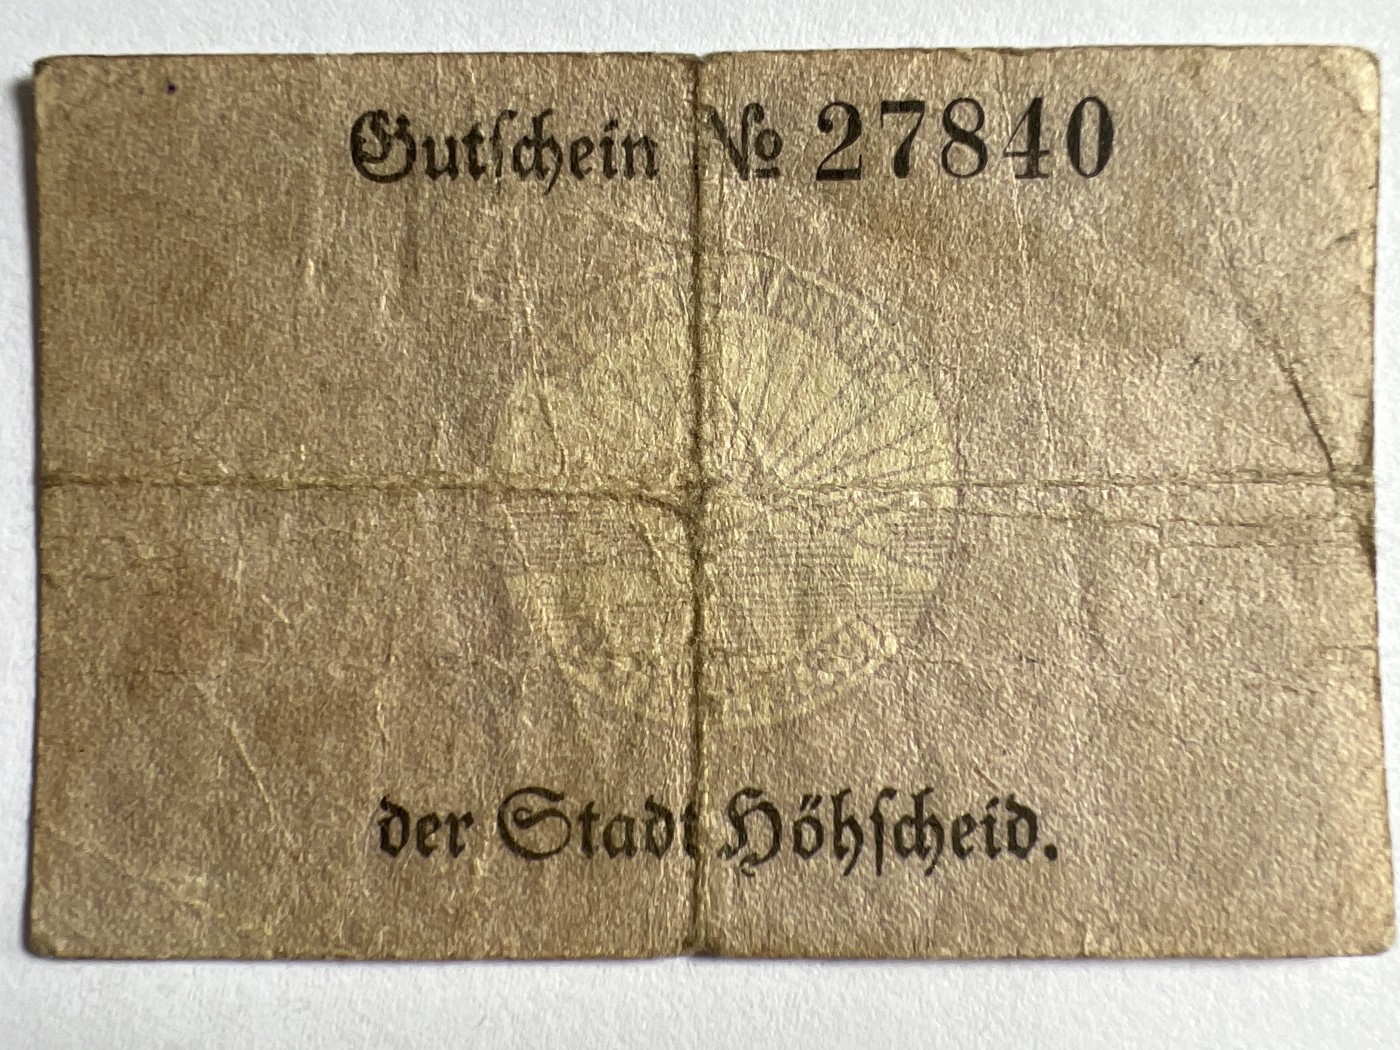 Gutschein № 27840
der Stadt Höhscheid.